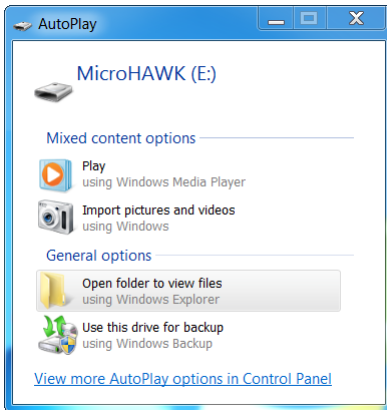 AutoPlay
MicroHAWK (E:)
Mixed content options
Play
using Windows Media Player
Import pictures and videos
using Windows
General options
Open folder to view files
using Windows Explorer
Use this drive for backup
using Windows Backup
View more AutoPlay options in Control Panel